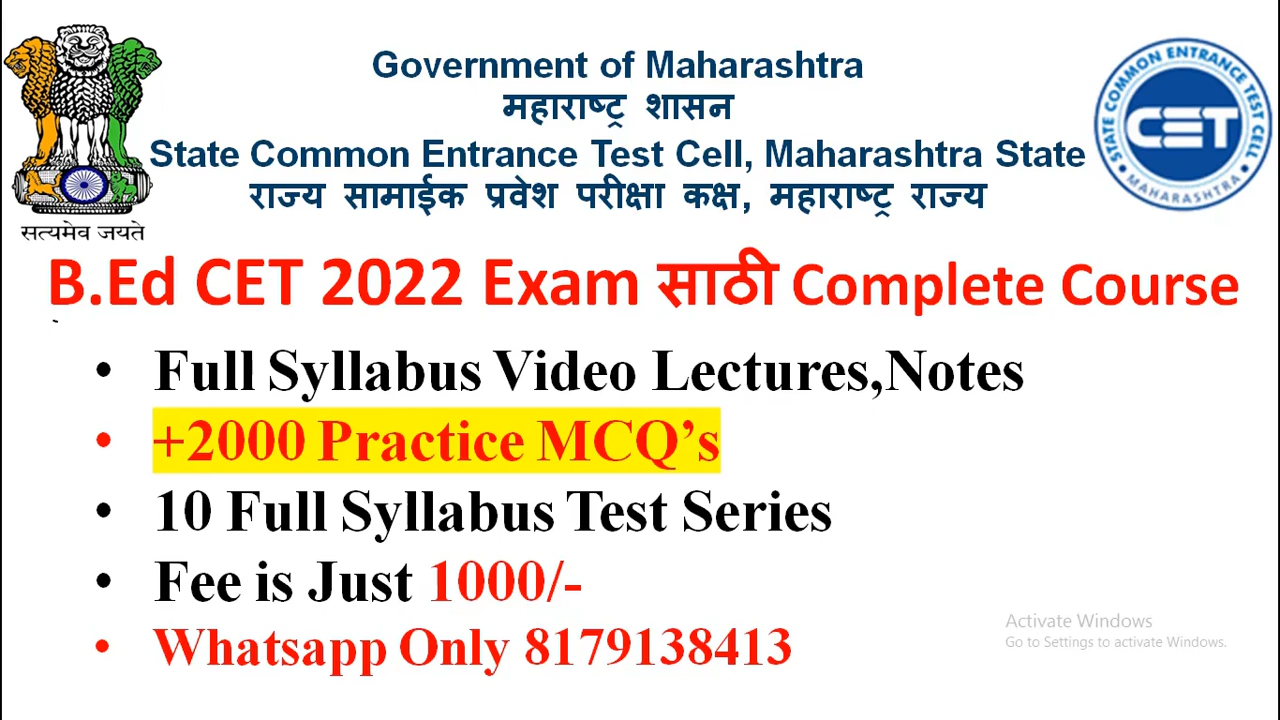 Government of Maharashtra
महाराष्ट्र शासन
State Common Entrance Test Cell, Maharashtra State
राज्य सामाईक प्रवेश परीक्षा कक्ष, महाराष्ट्र राज्य
सत्यमेव जयते
STATE COMMON ENTRANCE TEST CELL
CET
MAHARASHTRA
B.Ed CET 2022 Exam साठी Complete Course
• Full Syllabus Video Lectures,Notes
• +2000 Practice MCQ’s
• 10 Full Syllabus Test Series
• Fee is Just 1000/-
• Whatsapp Only 8179138413
Activate Windows
Go to Settings to activate Windows.